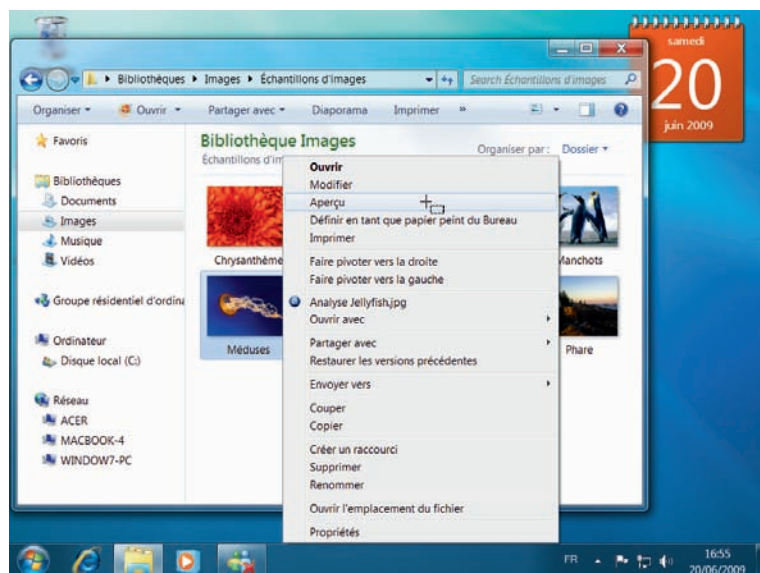 samedi
20
juin 2009
Bibliothèques ▸ Images ▸ Échantillons d'images
Search Échantillons d'images
Organiser
Ouvrir
Partager avec
Diaporama
Imprimer
»
Favoris
Bibliothèques
Documents
Images
Musique
Vidéos
Groupe résidentiel d'ordina
Ordinateur
Disque local (C:)
Réseau
ACER
MACBOOK-4
WINDOW7-PC
Bibliothèque Images
Échantillons d'im
Organiser par : Dossier
Chrysanthème
Manchots
Méduses
Phare
Ouvrir
Modifier
Aperçu
Définir en tant que papier peint du Bureau
Imprimer
Faire pivoter vers la droite
Faire pivoter vers la gauche
Analyse Jellyfish.jpg
Ouvrir avec
Partager avec
Restaurer les versions précédentes
Envoyer vers
Couper
Copier
Créer un raccourci
Supprimer
Renommer
Ouvrir l'emplacement du fichier
Propriétés
FR
16:55
20/06/2009